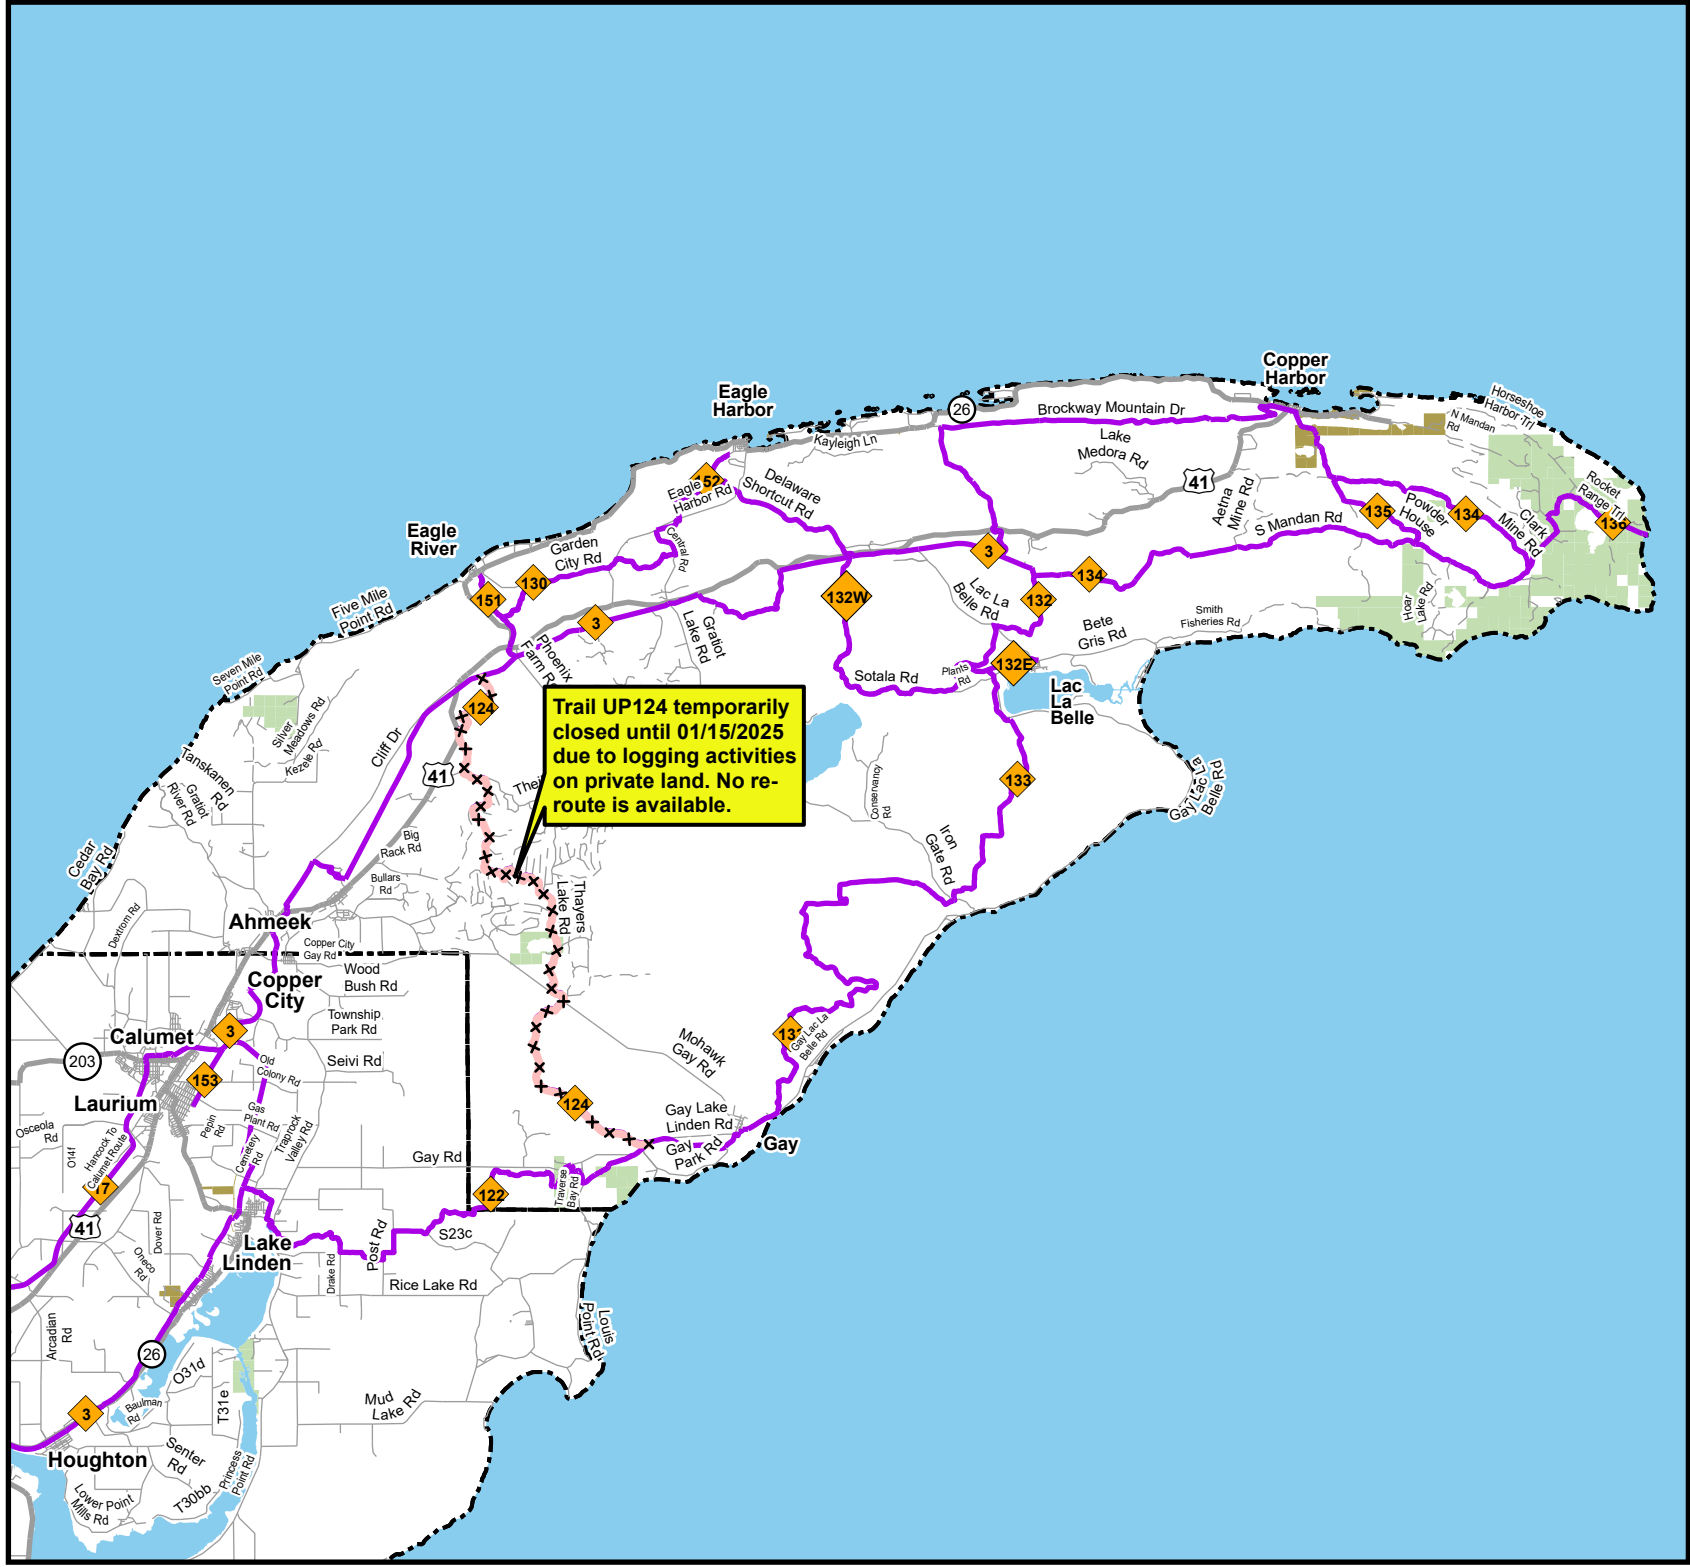 Copper
Harbor
Eagle
Harbor
26
Brockway Mountain Dr
Horseshoe
Harbor Trl
N Mandan
Rd
Kayleigh Ln
Lake
Medora Rd
41
152
Eagle
Harbor Rd
Delaware
Shortcut Rd
Aetna
Mine Rd
S Mandan Rd
135
Powder
House
134
Clark
Mine Rd
Rocket
Range Trl
136
Eagle
River
Garden
City Rd
Central Rd
130
151
3
3
132W
134
132
Lac La
Belle Rd
Bete
Gris Rd
Smith
Fisheries Rd
Hoar
Lake Rd
Five Mile
Point Rd
Phoenix
Farm Rd
Gratiot
Lake Rd
132E
Plants
Rd
Sotala Rd
Lac
La
Belle
Seven Mile
Point Rd
Silver
Meadows Rd
Kezele Rd
Cliff Dr
124
41
Trail UP124 temporarily
closed until 01/15/2025
due to logging activities
on private land. No re-
route is available.
Tanskanen
Rd
Gratiot
River Rd
Conservancy
Rd
133
Gay Lac La
Belle Rd
Iron
Gate Rd
Cedar
Bay Rd
Big
Rack Rd
Bullars
Rd
Thayers
Lake Rd
Dextrom Rd
Ahmeek
Copper City
Gay Rd
Wood
Bush Rd
Copper
City
Township
Park Rd
Seivi Rd
Calumet
3
203
Old
Colony Rd
153
Laurium
Gas
Plant Rd
Pepin
Rd
Cemetery
Rd
Traprock
Valley Rd
Osceola
Rd
O14f
Hancock To
Calumet Route
17
41
Mohawk
Gay Rd
Gay Lac La
Belle Rd
124
Gay Lake
Linden Rd
Gay
Park Rd
Gay
Gay Rd
122
Traverse
Bay Rd
S23c
Post Rd
Lake
Linden
Dover Rd
Oneco
Rd
Drake Rd
Rice Lake Rd
Louis
Point Rd
Arcadian
Rd
26
O31d
T31e
Baulman
Rd
3
Mud
Lake Rd
Houghton
Senter
Rd
Princess
Point Rd
Lower Point
Mills Rd
T30bb